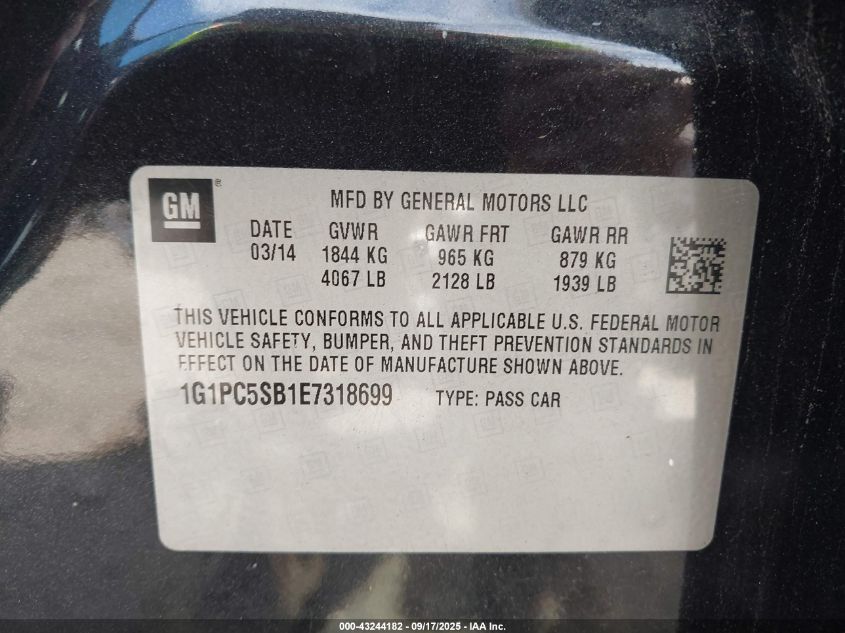 GM®
MFD BY GENERAL MOTORS LLC
DATE GVWR GAWR FRT GAWR RR
03/14 1844 KG 965 KG 879 KG
4067 LB 2128 LB 1939 LB
THIS VEHICLE CONFORMS TO ALL APPLICABLE U.S. FEDERAL MOTOR
VEHICLE SAFETY, BUMPER, AND THEFT PREVENTION STANDARDS IN
EFFECT ON THE DATE OF MANUFACTURE SHOWN ABOVE.
1G1PC5SB1E7318699 TYPE: PASS CAR
000-43244182 - 09/17/2025 - IAA Inc.